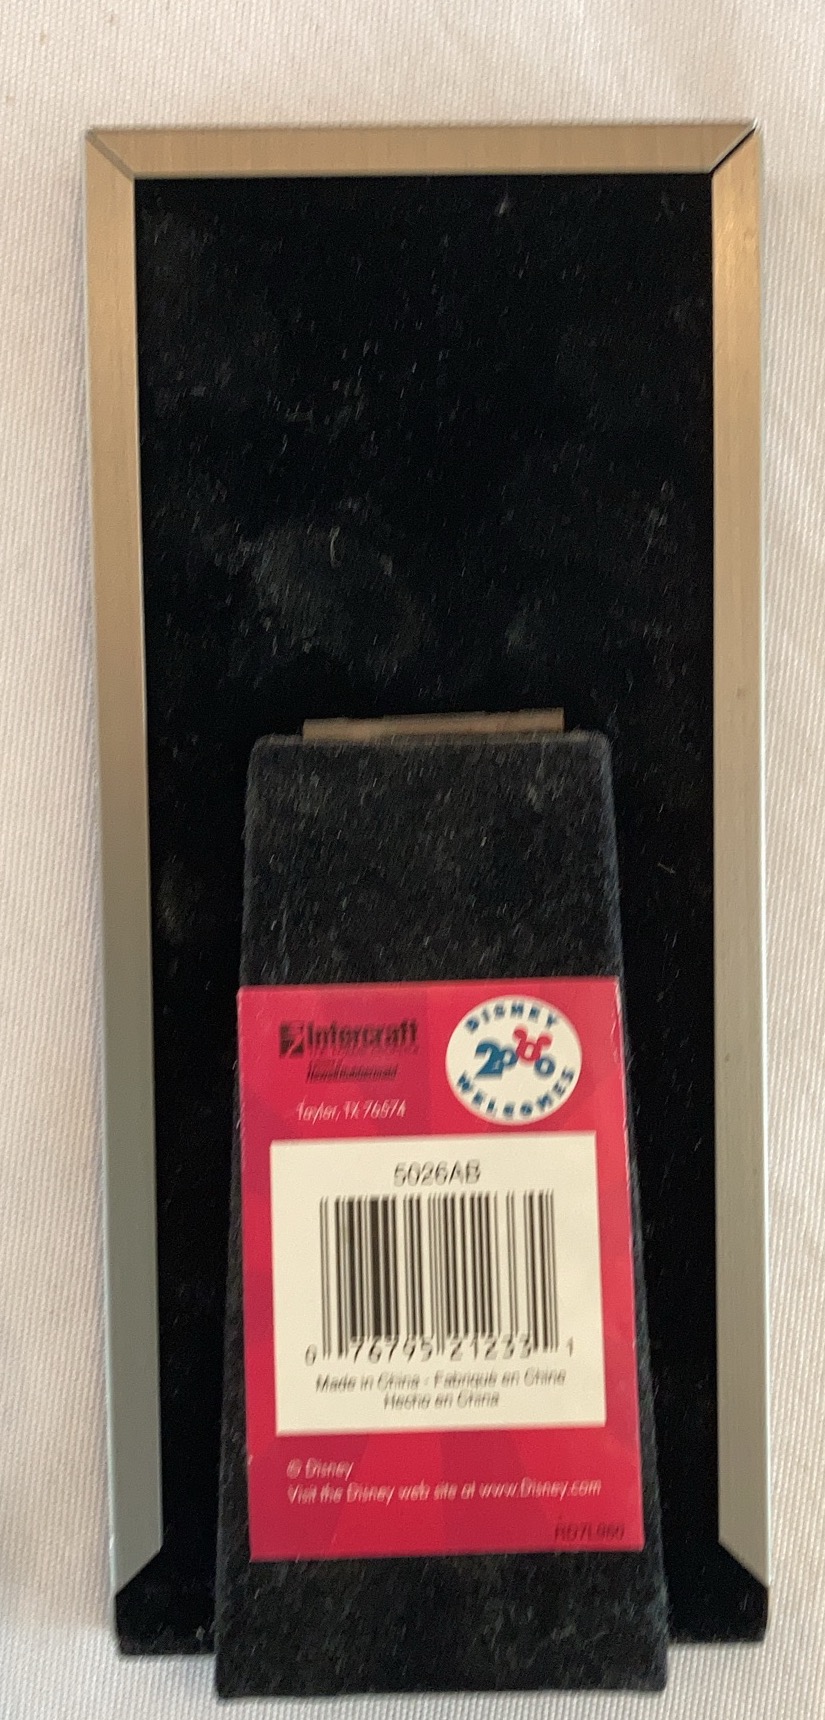 Intercraft
Taylor, TX 76574
DISNEY
2000
WELCOMES
5026AB
0 76795 21233 1
Made in China - Fabriqué en Chine
Hecho en China
© Disney
Visit the Disney web site at www.Disney.com